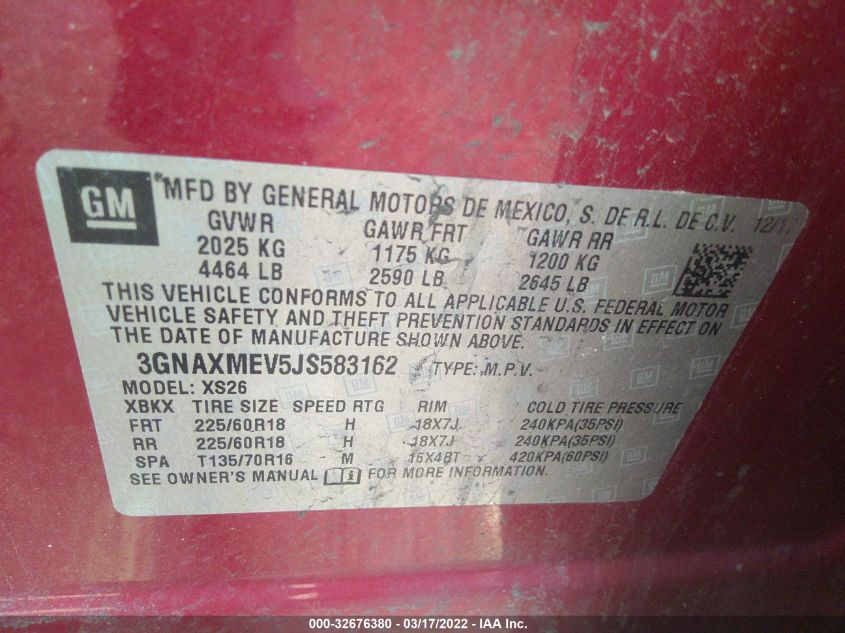 GM
MFD BY GENERAL MOTORS DE MEXICO, S. DE R.L. DE C.V. 12/17
GVWR GAWR FRT GAWR RR
2025 KG 1175 KG 1200 KG
4464 LB 2590 LB 2645 LB
THIS VEHICLE CONFORMS TO ALL APPLICABLE U.S. FEDERAL MOTOR
VEHICLE SAFETY AND THEFT PREVENTION STANDARDS IN EFFECT ON
THE DATE OF MANUFACTURE SHOWN ABOVE.
3GNAXMEV5JS583162 TYPE: M.P.V.
MODEL: XS26
XBKX TIRE SIZE SPEED RTG RIM COLD TIRE PRESSURE
FRT 225/60R18 H 18X7J 240KPA(35PSI)
RR 225/60R18 H 18X7J 240KPA(35PSI)
SPA T135/70R16 M 16X4BT 420KPA(60PSI)
SEE OWNER'S MANUAL FOR MORE INFORMATION.
000-32676380 - 03/17/2022 - IAA Inc.